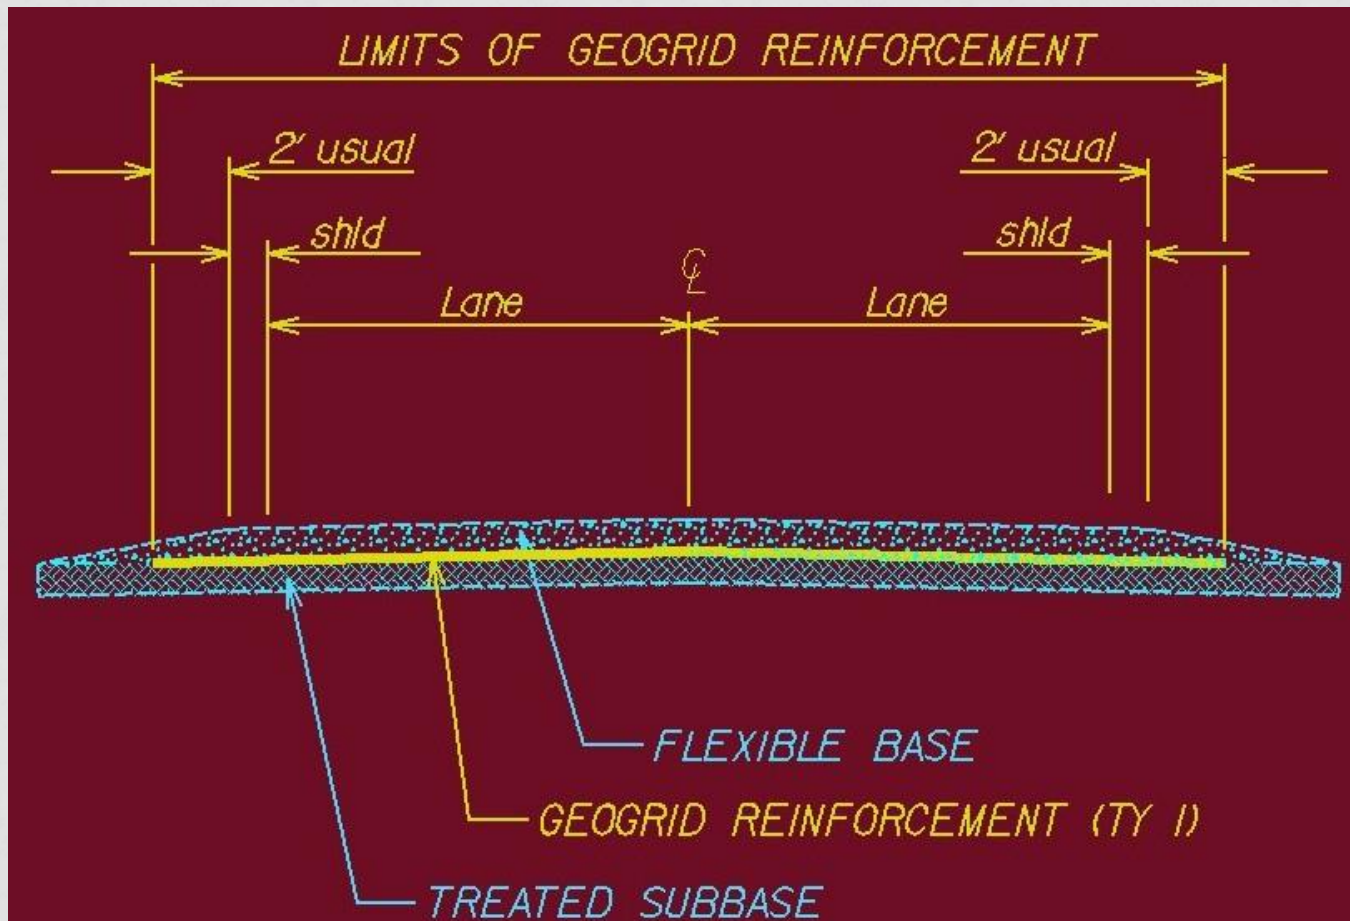 LIMITS OF GEOGRID REINFORCEMENT
2' usual
2' usual
shld
shld
℄
Lane
Lane
FLEXIBLE BASE
GEOGRID REINFORCEMENT (TY I)
TREATED SUBBASE